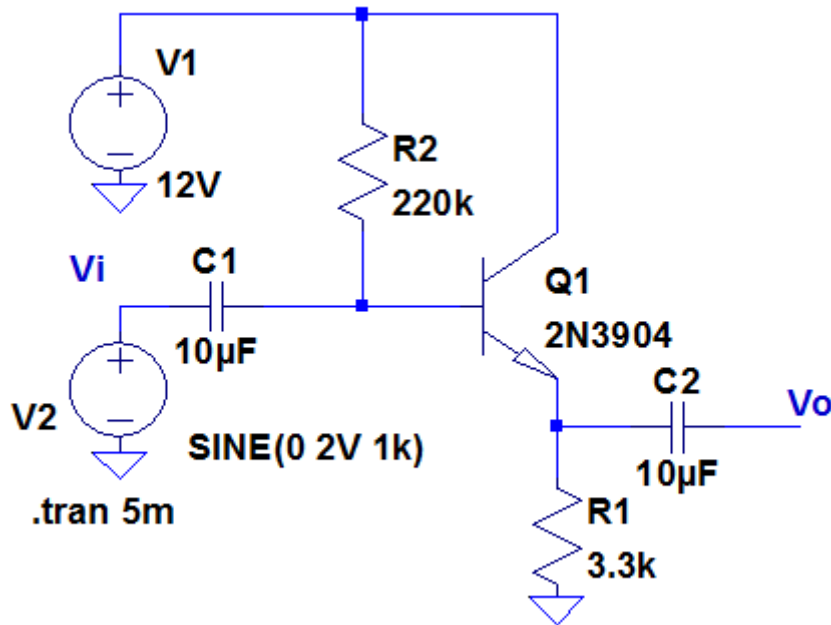 V1
12V
R2
220k
Vi
C1
10µF
Q1
2N3904
V2
SINE(0 2V 1k)
.tran 5m
C2
10µF
Vo
R1
3.3k